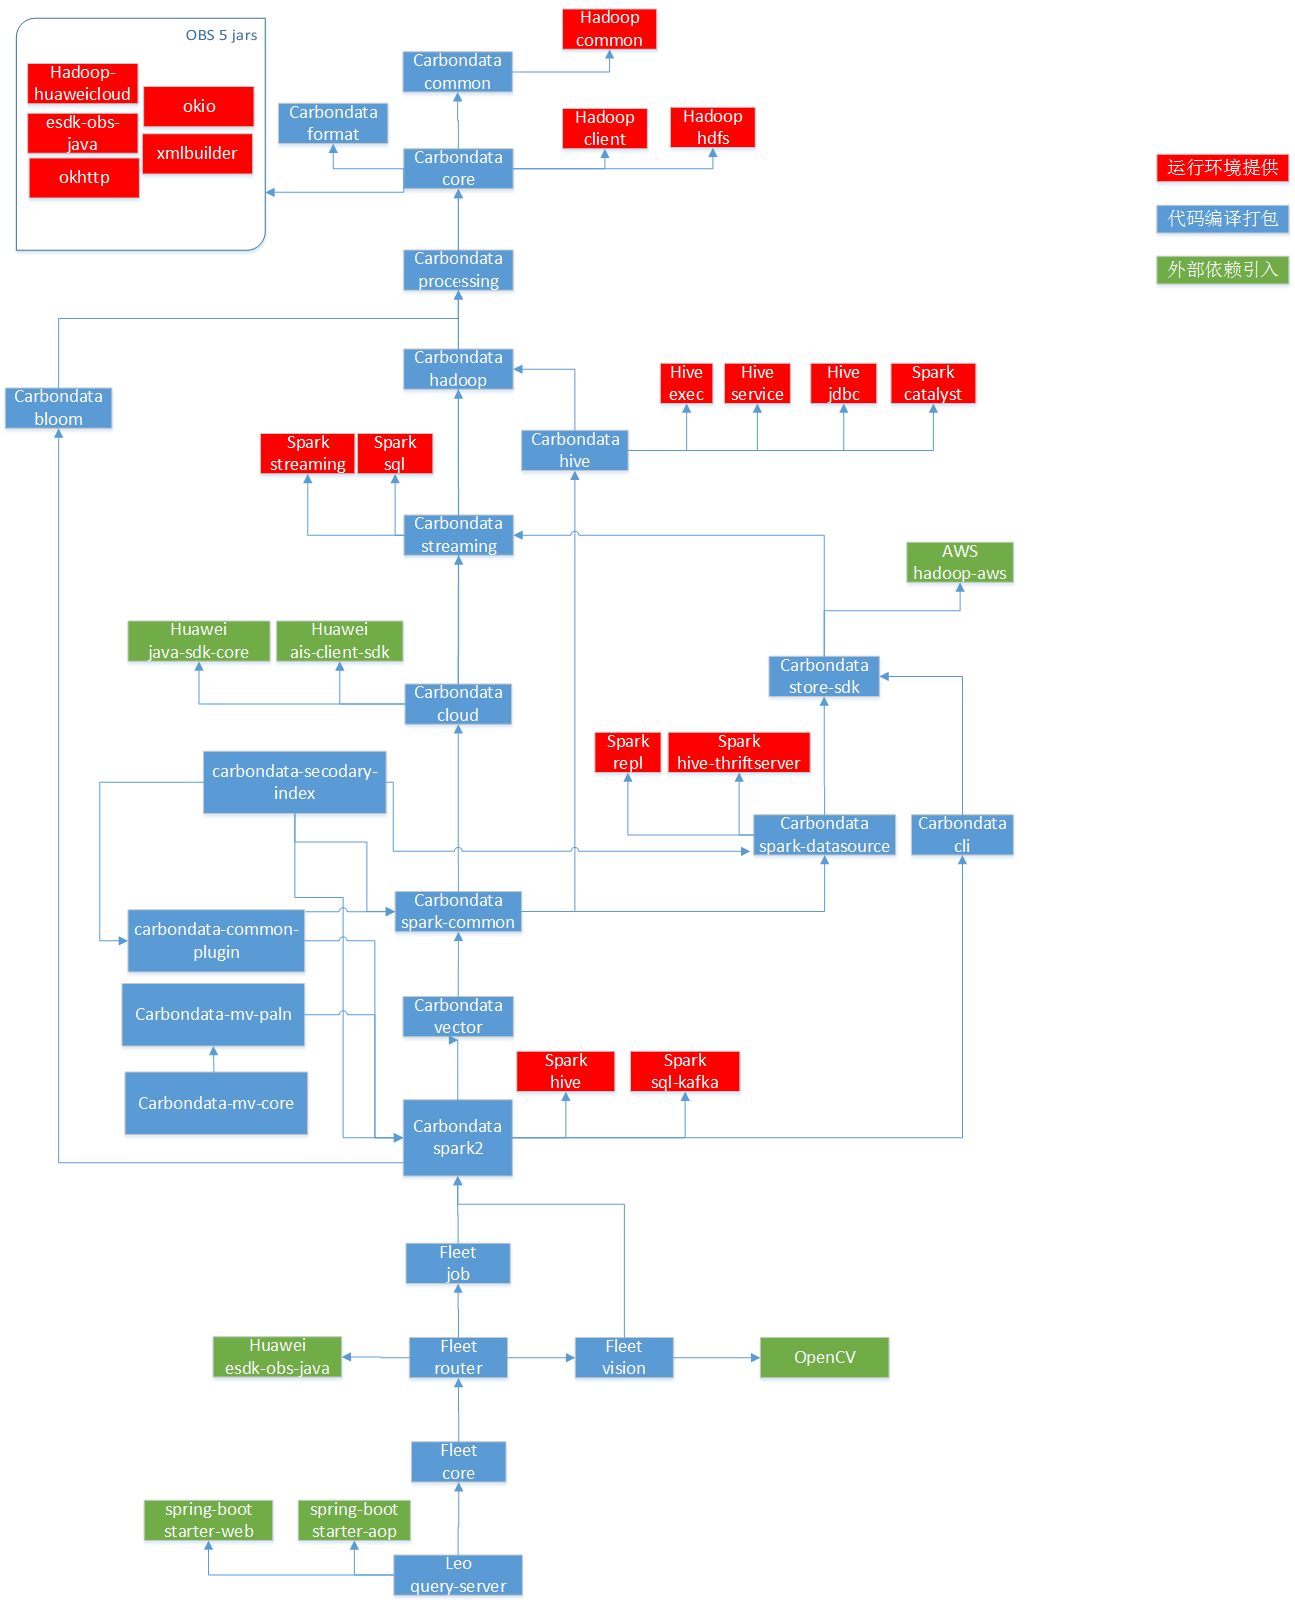 OBS 5 jars
Hadoop-
huaweicloud
okio
esdk-obs-
java
xmlbuilder
okhttp
Hadoop
common
Carbondata
common
Carbondata
format
Hadoop
client
Hadoop
hdfs
Carbondata
core
运行环境提供
代码编译打包
外部依赖引入
Carbondata
processing
Carbondata
hadoop
Carbondata
bloom
Hive
exec
Hive
service
Hive
jdbc
Spark
catalyst
Spark
streaming
Spark
sql
Carbondata
hive
Carbondata
streaming
AWS
hadoop-aws
Huawei
java-sdk-core
Huawei
ais-client-sdk
Carbondata
store-sdk
Carbondata
cloud
Spark
repl
Spark
hive-thriftserver
carbondata-secodary-
index
Carbondata
spark-datasource
Carbondata
cli
Carbondata
spark-common
carbondata-common-
plugin
Carbondata-mv-paln
Carbondata
vector
Carbondata-mv-core
Spark
hive
Spark
sql-kafka
Carbondata
spark2
Fleet
job
Huawei
esdk-obs-java
Fleet
router
Fleet
vision
OpenCV
Fleet
core
spring-boot
starter-web
spring-boot
starter-aop
Leo
query-server